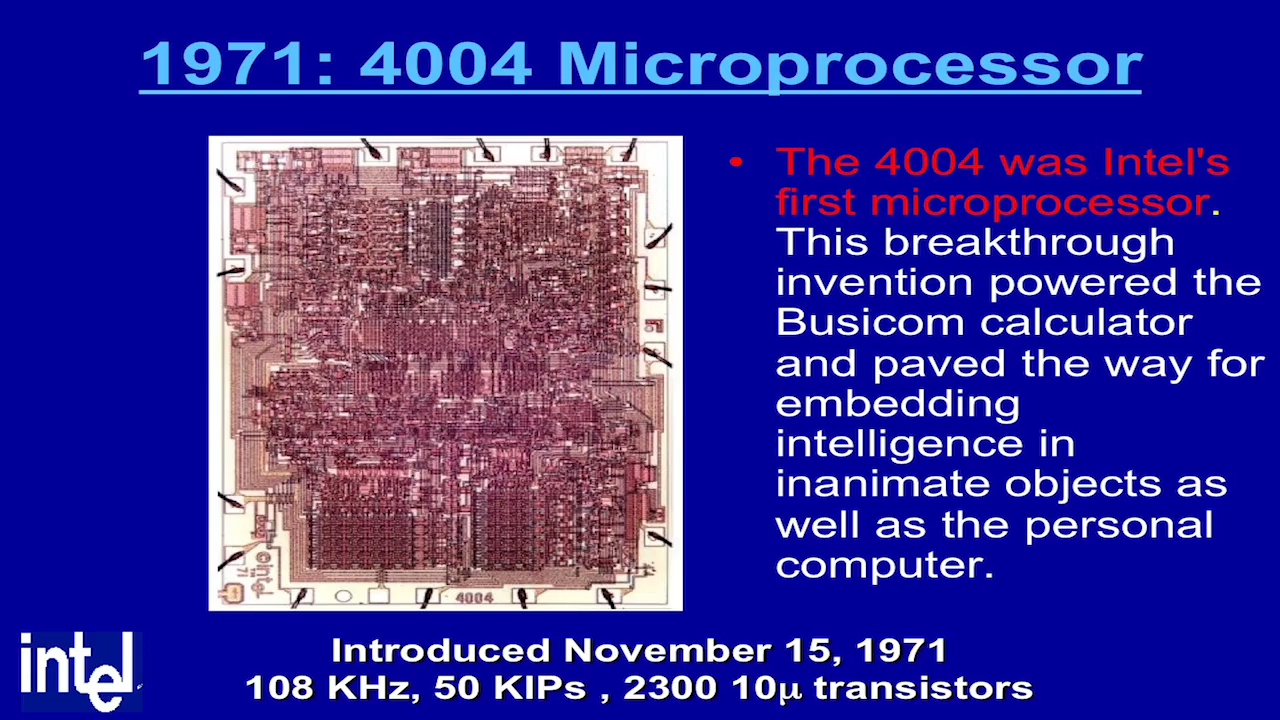 1971: 4004 Microprocessor
• The 4004 was Intel's
first microprocessor.
This breakthrough
invention powered the
Busicom calculator
and paved the way for
embedding
intelligence in
inanimate objects as
well as the personal
computer.
intel
4004
intel
Introduced November 15, 1971
108 KHz, 50 KIPs , 2300 10μ transistors